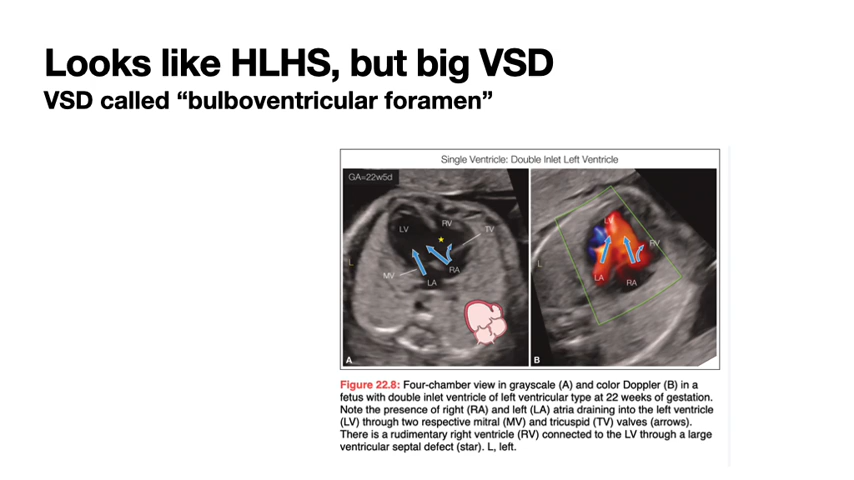 Looks like HLHS, but big VSD
VSD called “bulboventricular foramen”
Single Ventricle: Double Inlet Left Ventricle
GA=22w5d
LV
RV
TV
L
MV
RA
LA
A
LV
RV
L
LA
RA
B
Figure 22.8: Four-chamber view in grayscale (A) and color Doppler (B) in a
fetus with double inlet ventricle of left ventricular type at 22 weeks of gestation.
Note the presence of right (RA) and left (LA) atria draining into the left ventricle
(LV) through two respective mitral (MV) and tricuspid (TV) valves (arrows).
There is a rudimentary right ventricle (RV) connected to the LV through a large
ventricular septal defect (star). L, left.